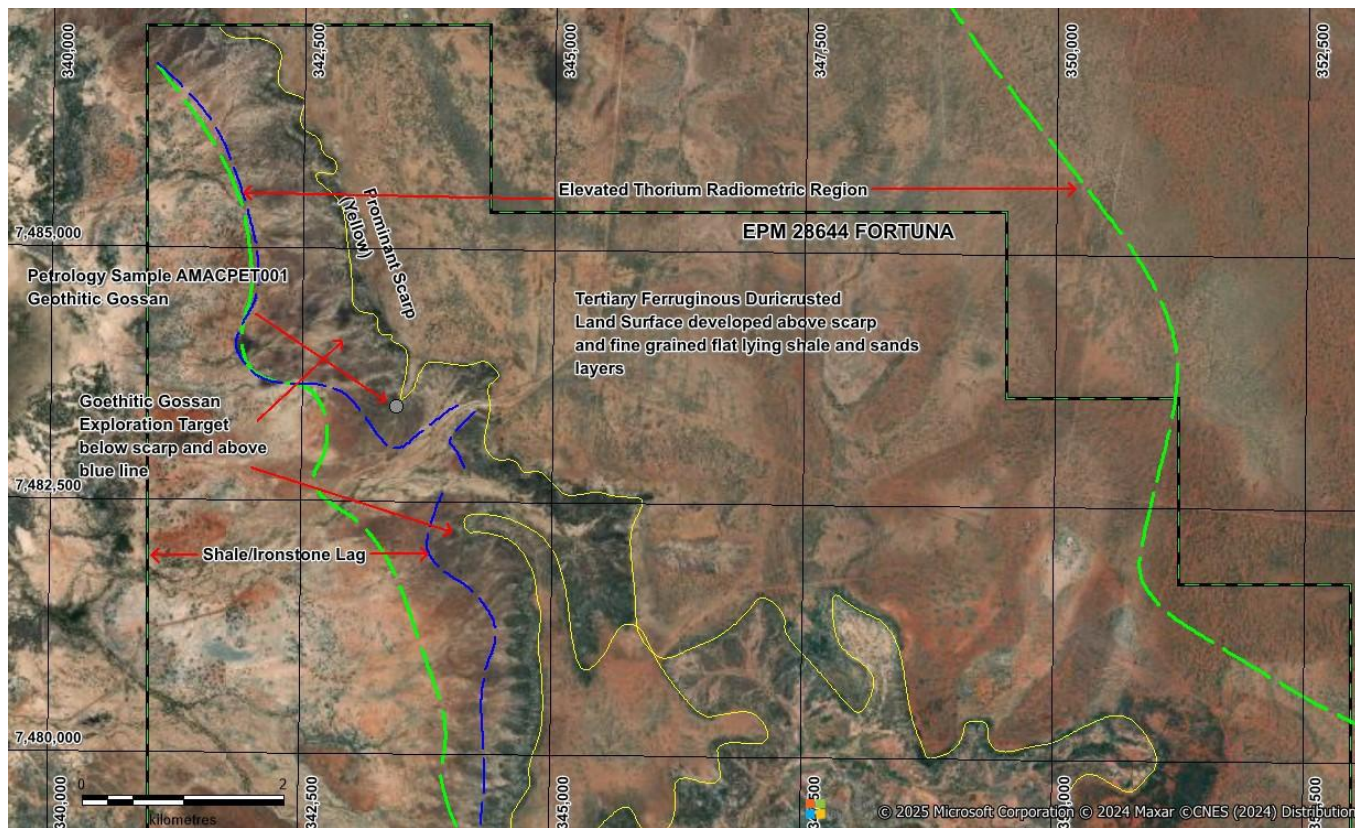 340,000
342,500
345,000
347,500
350,000
352,500
Elevated Thorium Radiometric Region
Prominant Scarp
(Yellow)
7,485,000
EPM 28644 FORTUNA
Petrology Sample AMACPET001
Geothitic Gossan
Tertiary Ferruginous Duricrusted
Land Surface developed above scarp
and fine grained flat lying shale and sands
layers
Goethitic Gossan
Exploration Target
below scarp and above
blue line
7,482,500
Shale/Ironstone Lag
7,480,000
0
2
kilometres
340,000
342,500
345,000
© 2025 Microsoft Corporation © 2024 Maxar ©CNES (2024) Distribution